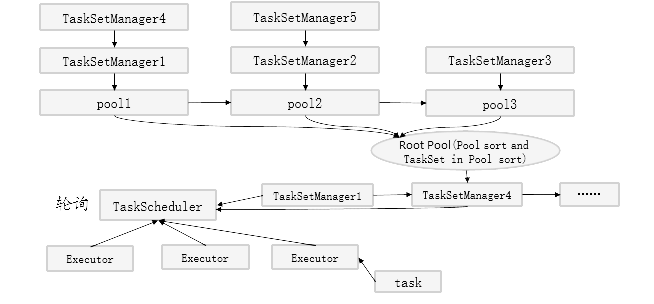 TaskSetManager4
TaskSetManager5
TaskSetManager1
TaskSetManager2
TaskSetManager3
pool1
pool2
pool3
Root Pool(Pool sort and
TaskSet in Pool sort)
轮询
TaskScheduler
TaskSetManager1
TaskSetManager4
……
Executor
Executor
Executor
task